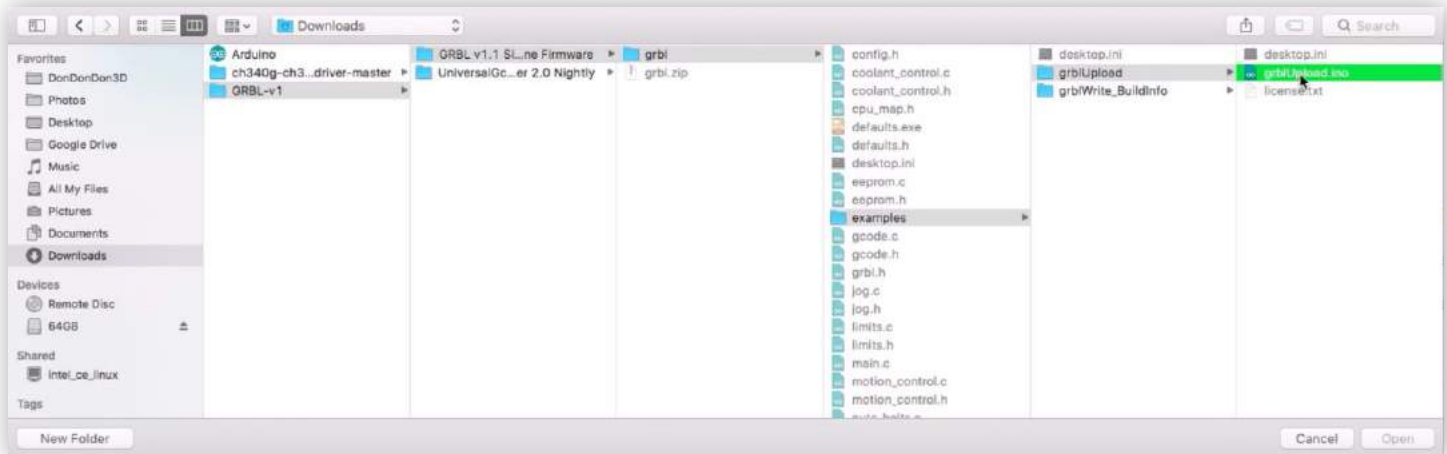 Downloads
Search
Favorites
DonDonDon3D
Photos
Desktop
Google Drive
Music
All My Files
Pictures
Documents
Downloads
Devices
Remote Disc
64GB
Shared
intel_ce_linux
Tags
Arduino
ch340g-ch3...driver-master
GRBL-v1
GRBL v1.1 Si...ne Firmware
UniversalGc...er 2.0 Nightly
grbl
grbl.zip
config.h
coolant_control.c
coolant_control.h
cpu_map.h
defaults.exe
defaults.h
desktop.ini
eeprom.c
eeprom.h
examples
gcode.c
gcode.h
grbl.h
jog.c
jog.h
limits.c
limits.h
main.c
motion_control.c
motion_control.h
desktop.ini
grblUpload
grblWrite_BuildInfo
desktop.ini
grblUpload.ino
license.txt
New Folder
Cancel
Open